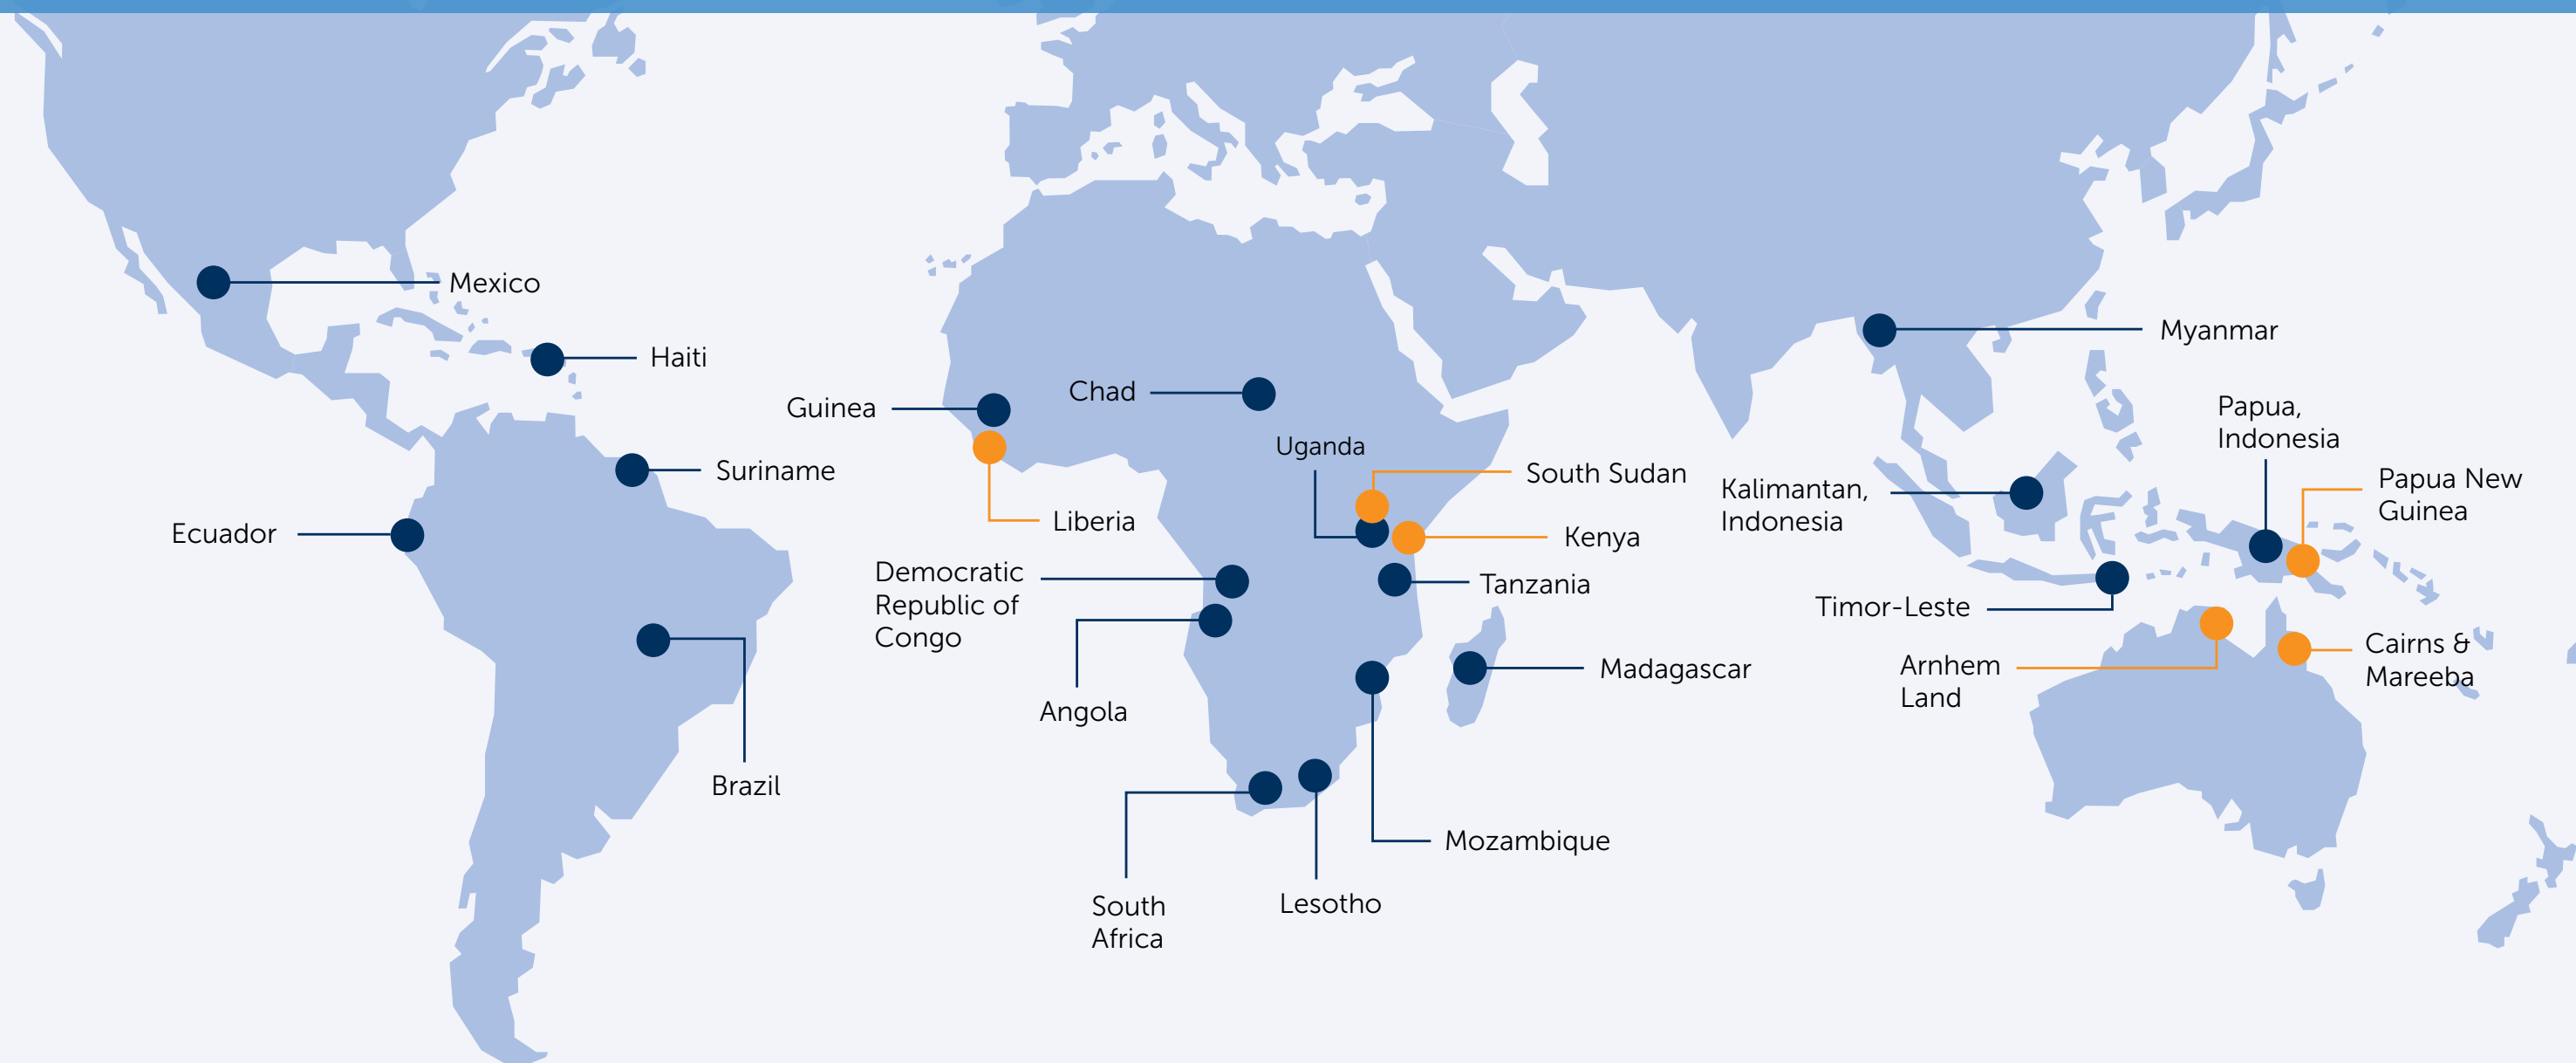 Mexico
Haiti
Suriname
Ecuador
Brazil
Guinea
Chad
Uganda
South Sudan
Liberia
Kenya
Democratic
Republic of
Congo
Tanzania
Angola
Madagascar
Mozambique
South
Africa
Lesotho
Myanmar
Papua,
Indonesia
Kalimantan,
Indonesia
Papua New
Guinea
Timor-Leste
Arnhem
Land
Cairns &
Mareeba